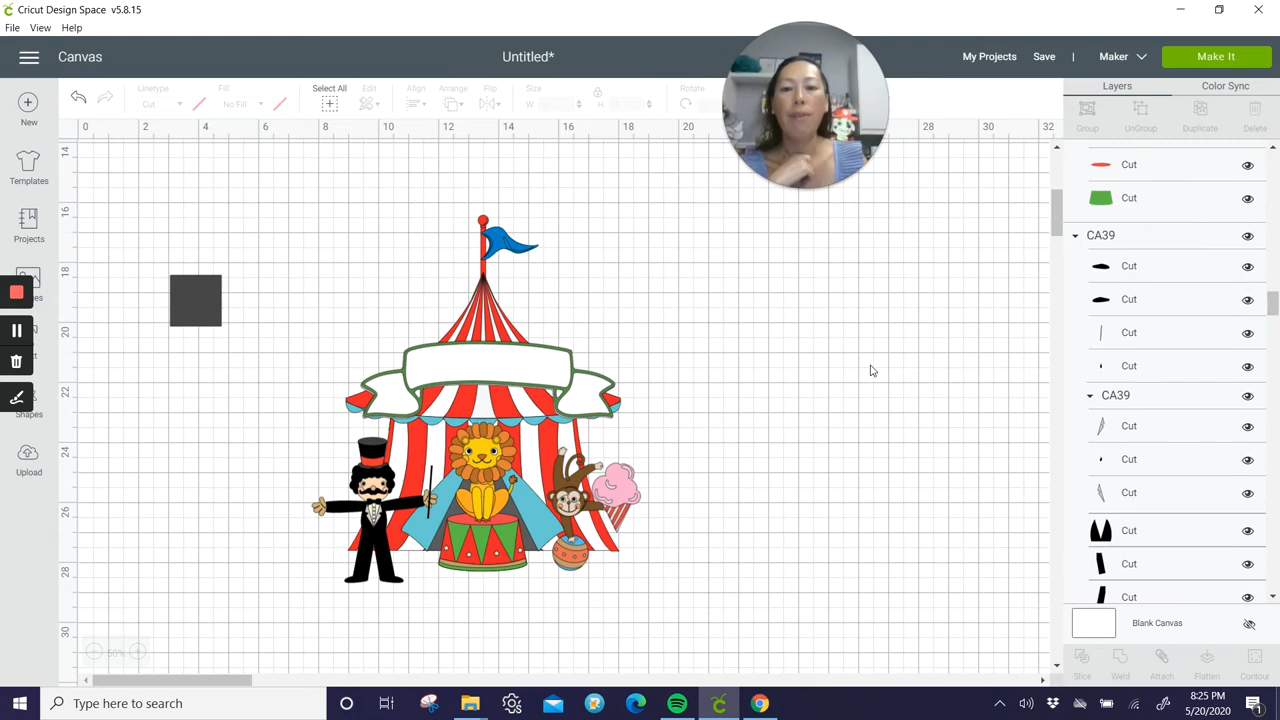 Cricut Design Space v5.8.15
File View Help
Canvas
Untitled*
My Projects Save | Maker Make It
New
Templates
Projects
Shapes
Upload
Linetype
Cut
Fill
No Fill
Select All
Edit
Align
Arrange
Flip
Size
W
H
Rotate
Layers Color Sync
Group UnGroup Duplicate Delete
0 2 4 6 8 10 12 14 16 18 20 28 30 32
14
16
18
20
22
24
26
28
30
Cut
Cut
CA39
Cut
Cut
Cut
Cut
CA39
Cut
Cut
Cut
Cut
Cut
Cut
Blank Canvas
Slice Weld Attach Flatten Contour
50%
Type here to search
8:25 PM
5/20/2020